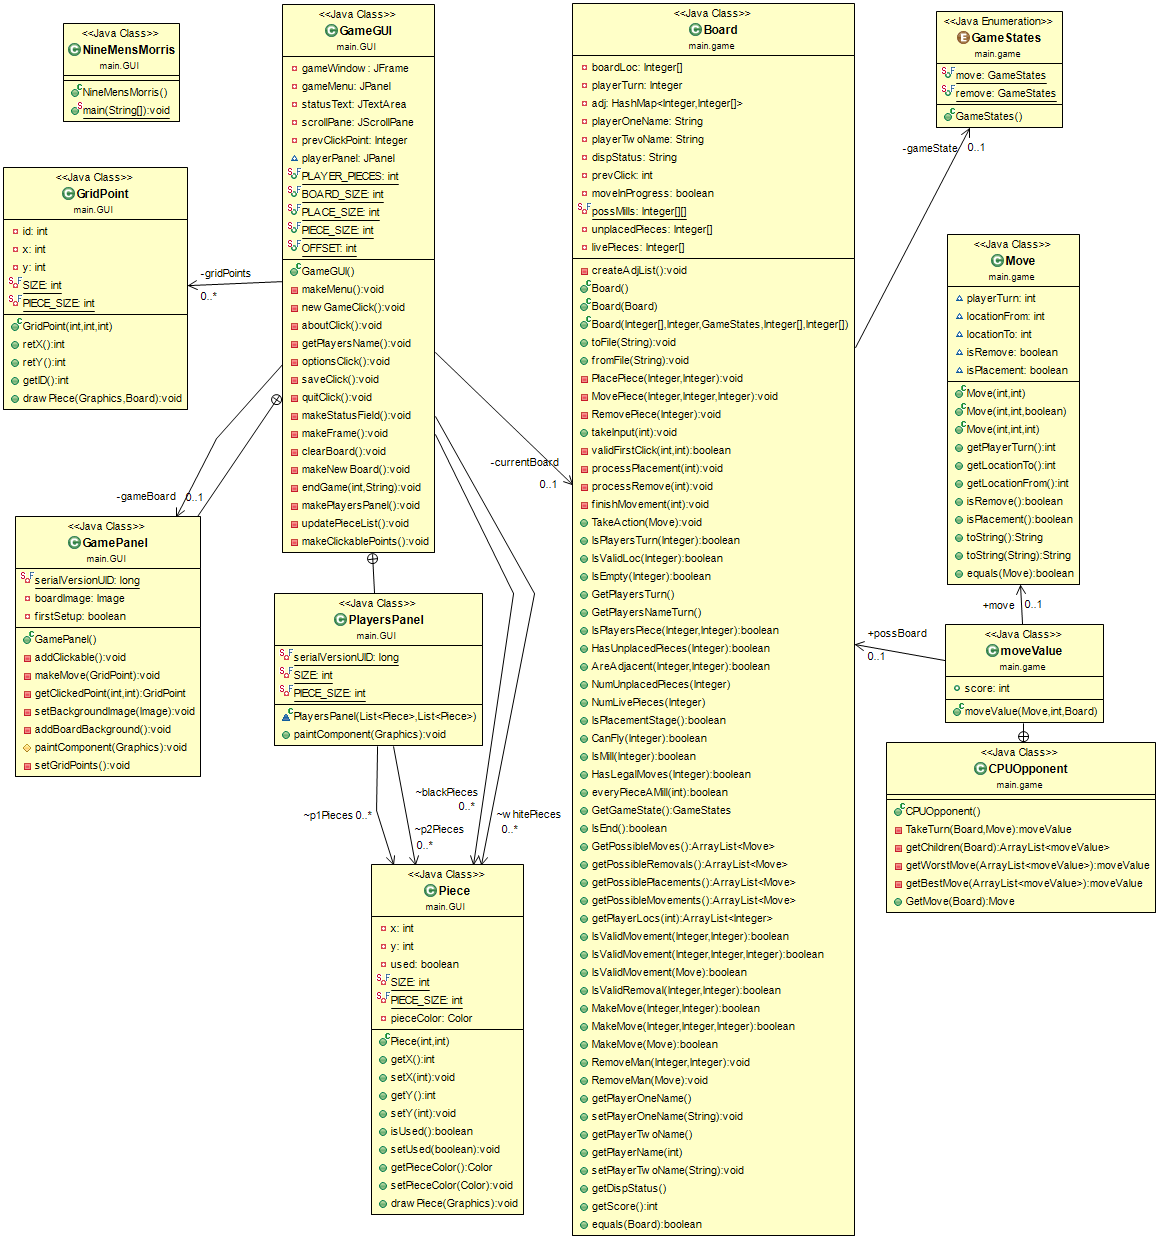 <<Java Class>>
NineMensMorris
main.GUI
NineMensMorris()
main(String[]):void
<<Java Class>>
GameGUI
main.GUI
gameWindow : JFrame
gameMenu: JPanel
statusText: JTextArea
scrollPane: JScrollPane
prevClickPoint: Integer
playerPanel: JPanel
PLAYER_PIECES: int
BOARD_SIZE: int
PLACE_SIZE: int
PIECE_SIZE: int
OFFSET: int
GameGUI()
makeMenu():void
new GameClick():void
aboutClick():void
getPlayersName():void
optionsClick():void
saveClick():void
quitClick():void
makeStatusField():void
makeFrame():void
clearBoard():void
makeNew Board():void
endGame(int,String):void
makePlayersPanel():void
updatePieceList():void
makeClickablePoints():void
<<Java Class>>
Board
main.game
boardLoc: Integer[]
playerTurn: Integer
adj: HashMap<Integer,Integer[]>
playerOneName: String
playerTwoName: String
dispStatus: String
prevClick: int
moveInProgress: boolean
possMills: Integer[][]
unplacedPieces: Integer[]
livePieces: Integer[]
createAdjList():void
Board()
Board(Board)
Board(Integer[],Integer,GameStates,Integer[],Integer[])
toFile(String):void
fromFile(String):void
PlacePiece(Integer,Integer):void
MovePiece(Integer,Integer,Integer):void
RemovePiece(Integer):void
takeInput(int):void
validFirstClick(int,int):boolean
processPlacement(int):void
processRemove(int):void
finishMovement(int):void
TakeAction(Move):void
IsPlayersTurn(Integer):boolean
IsValidLoc(Integer):boolean
IsEmpty(Integer):boolean
GetPlayersTurn()
GetPlayersNameTurn()
IsPlayersPiece(Integer,Integer):boolean
HasUnplacedPieces(Integer):boolean
AreAdjacent(Integer,Integer):boolean
NumUnplacedPieces(Integer)
NumLivePieces(Integer)
IsPlacementStage():boolean
CanFly(Integer):boolean
IsMill(Integer):boolean
HasLegalMoves(Integer):boolean
everyPieceAMill(int):boolean
GetGameState():GameStates
IsEnd():boolean
GetPossibleMoves():ArrayList<Move>
getPossibleRemovals():ArrayList<Move>
getPossiblePlacements():ArrayList<Move>
getPossibleMovements():ArrayList<Move>
getPlayerLocs(int):ArrayList<Integer>
IsValidMovement(Integer,Integer):boolean
IsValidMovement(Integer,Integer,Integer):boolean
IsValidMovement(Move):boolean
IsValidRemoval(Integer,Integer):boolean
MakeMove(Integer,Integer):boolean
MakeMove(Integer,Integer,Integer):boolean
MakeMove(Move):boolean
RemoveMan(Integer,Integer):void
RemoveMan(Move):void
getPlayerOneName()
setPlayerOneName(String):void
getPlayerTwoName()
getPlayerName(int)
setPlayerTwoName(String):void
getDispStatus()
getScore():int
equals(Board):boolean
<<Java Enumeration>>
GameStates
main.game
move: GameStates
remove: GameStates
GameStates()
-gameState 0..1
<<Java Class>>
GridPoint
main.GUI
id: int
x: int
y: int
SIZE: int
PIECE_SIZE: int
GridPoint(int,int,int)
retX():int
retY():int
getID():int
draw Piece(Graphics,Board):void
-gridPoints
0..*
<<Java Class>>
Move
main.game
playerTurn: int
locationFrom: int
locationTo: int
isRemove: boolean
isPlacement: boolean
Move(int,int)
Move(int,int,boolean)
Move(int,int,int)
getPlayerTurn():int
getLocationTo():int
getLocationFrom():int
isRemove():boolean
isPlacement():boolean
toString():String
toString(String):String
equals(Move):boolean
-currentBoard
0..1
-gameBoard 0..1
<<Java Class>>
GamePanel
main.GUI
serialVersionUID: long
boardImage: Image
firstSetup: boolean
GamePanel()
addClickable():void
makeMove(GridPoint):void
getClickedPoint(int,int):GridPoint
setBackgroundImage(Image):void
addBoardBackground():void
paintComponent(Graphics):void
setGridPoints():void
<<Java Class>>
PlayersPanel
main.GUI
serialVersionUID: long
SIZE: int
PIECE_SIZE: int
PlayersPanel(List<Piece>,List<Piece>)
paintComponent(Graphics):void
+move 0..1
+possBoard
0..1
<<Java Class>>
moveValue
main.game
score: int
moveValue(Move,int,Board)
<<Java Class>>
CPUOpponent
main.game
CPUOpponent()
TakeTurn(Board,Move):moveValue
getChildren(Board):ArrayList<moveValue>
getWorstMove(ArrayList<moveValue>):moveValue
getBestMove(ArrayList<moveValue>):moveValue
GetMove(Board):Move
~blackPieces
0..*
~p1Pieces 0..*
~w hitePieces
0..*
~p2Pieces
0..*
<<Java Class>>
Piece
main.GUI
x: int
y: int
used: boolean
SIZE: int
PIECE_SIZE: int
pieceColor: Color
Piece(int,int)
getX():int
setX(int):void
getY():int
setY(int):void
isUsed():boolean
setUsed(boolean):void
getPieceColor():Color
setPieceColor(Color):void
draw Piece(Graphics):void